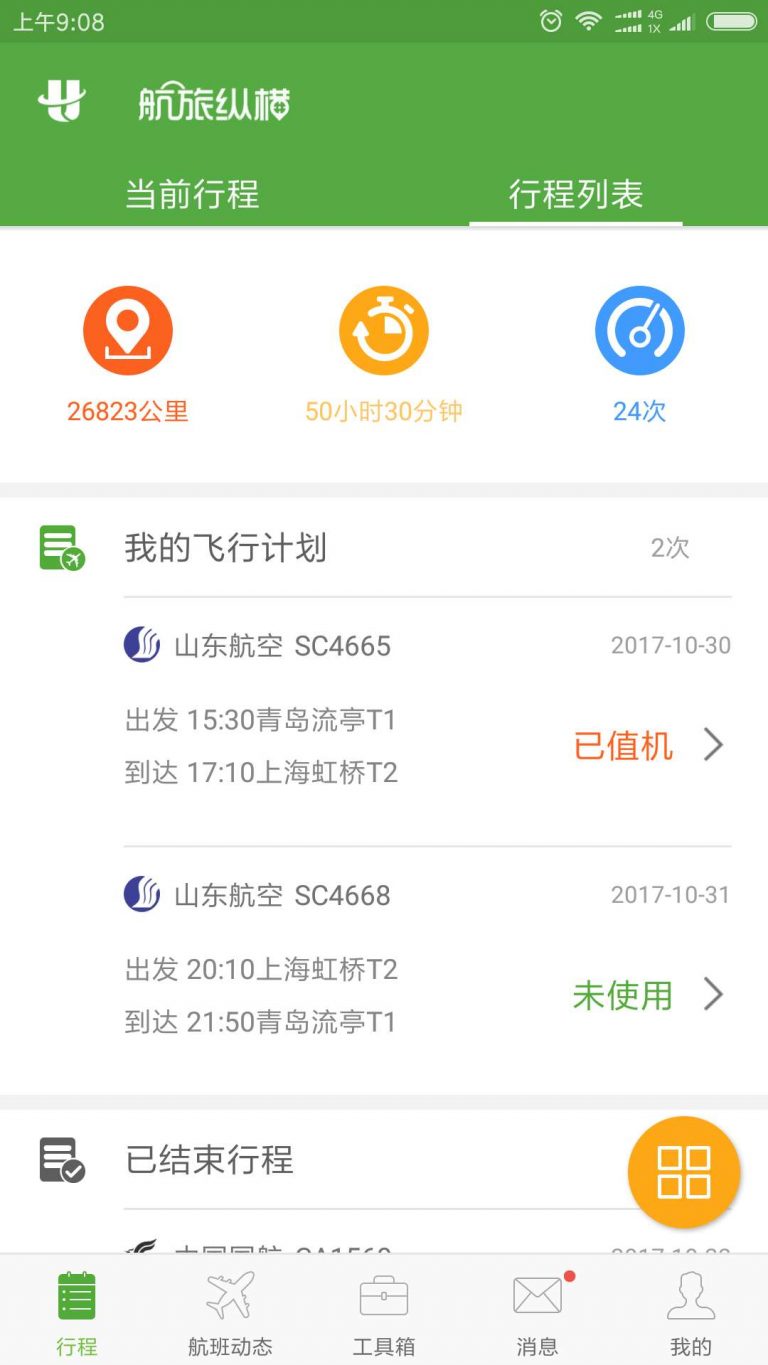 上午9:08
4G
1X
航旅纵横
当前行程
行程列表
26823公里
50小时30分钟
24次
我的飞行计划
2次
山东航空 SC4665
2017-10-30
出发 15:30青岛流亭T1
到达 17:10上海虹桥T2
已值机
山东航空 SC4668
2017-10-31
出发 20:10上海虹桥T2
到达 21:50青岛流亭T1
未使用
已结束行程
行程
航班动态
工具箱
消息
我的